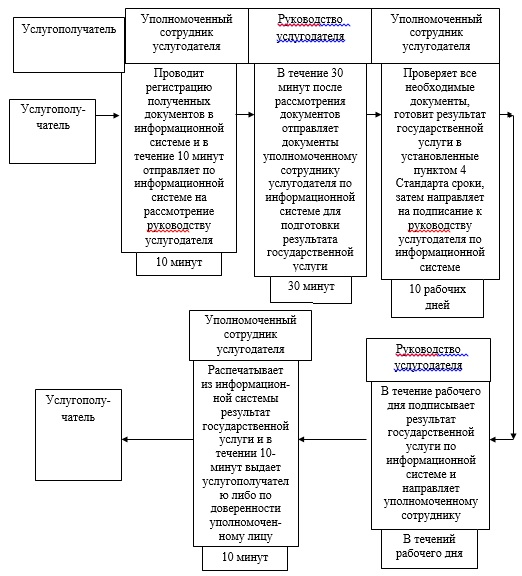 Услугополучатель
Уполномоченный
сотрудник
услугодателя
Руководство
услугодателя
Уполномоченный
сотрудник
услугодателя
Услугополу-
чатель
Проводит
регистрацию
полученных
документов в
информационной
системе и в
течение 10 минут
отправляет по
информационной
системе на
рассмотрение
руководству
услугодателя
10 минут
В течение 30
минут после
рассмотрения
документов
отправляет
документы
уполномоченному
сотруднику
услугодателя по
информационной
системе для
подготовки
результата
государственной
услуги
30 минут
Проверяет все
необходимые
документы,
готовит результат
государственной
услуги в
установленные
пунктом 4
Стандарта сроки,
затем направляет
на подписание к
руководству
услугодателя по
информационной
системе
10 рабочих
дней
Руководство
услугодателя
В течение рабочего
дня подписывает
результат
государственной
услуги по
информационной
системе и
направляет
уполномоченному
сотруднику
В течений
рабочего дня
Уполномоченный
сотрудник
услугодателя
Распечатывает
из информацион-
ной системы
результат
государственной
услуги и в
течении 10-
минут выдает
услугополучател
ю либо по
доверенности
уполномочен-
ному лицу
10 минут
Услугополу-
чатель